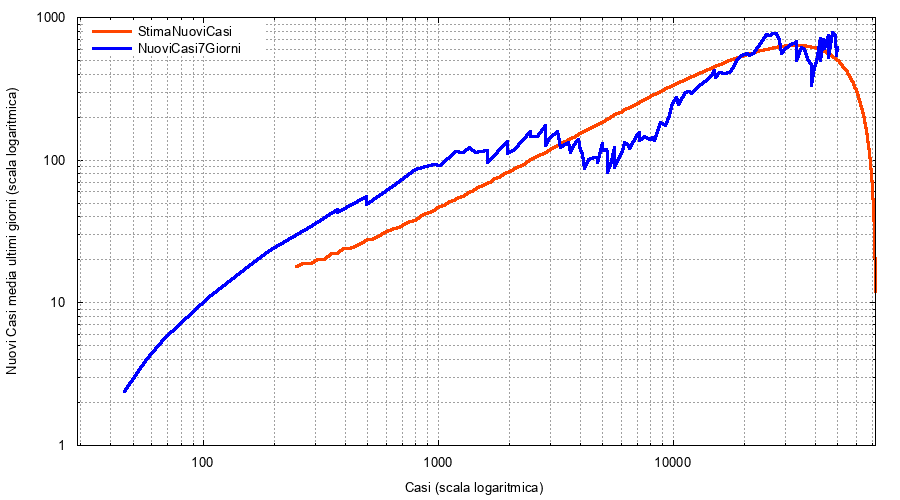 StimaNuoviCasi
NuoviCasi7Giorni
Nuovi Casi media ultimi giorni (scala logaritmica)
1000
100
10
1
100
1000
10000
Casi (scala logaritmica)